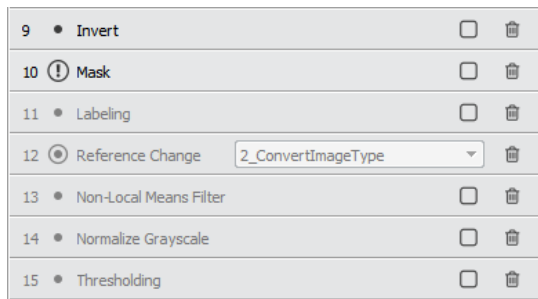 9 Invert
10 Mask
11 Labeling
12 Reference Change 2_ConvertImageType
13 Non-Local Means Filter
14 Normalize Grayscale
15 Thresholding